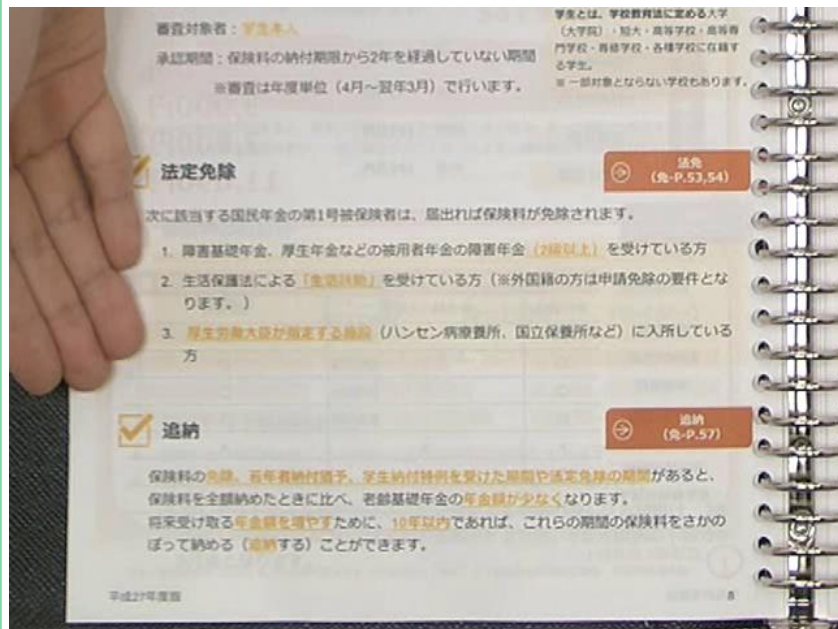 審査対象者：学生本人
承認期間：保険料の納付期限から2年を経過していない期間
※審査は年度単位（4月～翌年3月）で行います。
学生とは、学校教育法に定める大学
（大学院）・短大・高等学校・高等専
門学校・専修学校・各種学校に在籍す
る学生。
※一部対象とならない学校もあります。
法定免除
法免
（免-P.53,54）
次に該当する国民年金の第1号被保険者は、届出れば保険料が免除されます。
1. 障害基礎年金、厚生年金などの被用者年金の障害年金（2級以上）を受けている方
2. 生活保護法による「生活扶助」を受けている方（※外国籍の方は申請免除の要件とな
ります。）
3. 厚生労働大臣が指定する施設（ハンセン病療養所、国立保養所など）に入所している
方
追納
追納
（免-P.57）
保険料の免除、若年者納付猶予、学生納付特例を受けた期間や法定免除の期間があると、
保険料を全額納めたときに比べ、老齢基礎年金の年金額が少なくなります。
将来受け取る年金額を増やすために、10年以内であれば、これらの期間の保険料をさかの
ぼって納める（追納する）ことができます。
平成27年度版
8